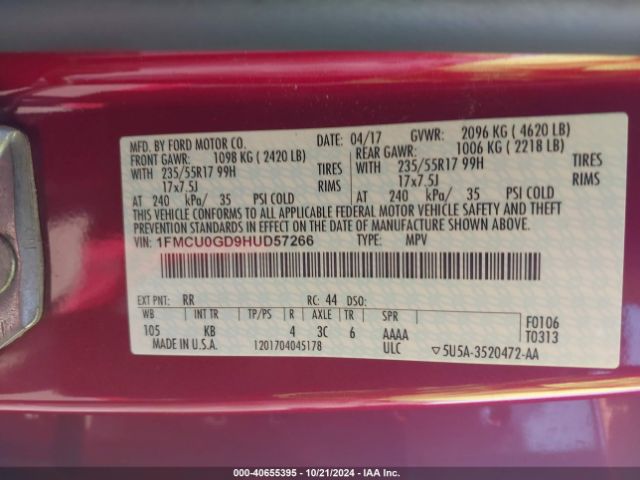 MFD. BY FORD MOTOR CO. DATE: 04/17 GVWR: 2096 KG ( 4620 LB)
FRONT GAWR: 1098 KG ( 2420 LB) REAR GAWR: 1006 KG ( 2218 LB)
WITH 235/55R17 99H TIRES WITH 235/55R17 99H TIRES
17x7.5J RIMS 17x7.5J RIMS
AT 240 kPa/ 35 PSI COLD AT 240 kPa/ 35 PSI COLD
THIS VEHICLE CONFORMS TO ALL APPLICABLE FEDERAL MOTOR VEHICLE SAFETY AND THEFT
PREVENTION STANDARDS IN EFFECT ON THE DATE OF MANUFACTURE SHOWN ABOVE.
VIN: 1FMCU0GD9HUD57266 TYPE: MPV
EXT PNT: RR RC: 44 DSO:
WB INT TR TP/PS R AXLE TR SPR
105 KB 4 3C 6 AAAA
F0106
T0313
MADE IN U.S.A. 1201704045178 ULC ▽5U5A-3520472-AA
000-40655395 - 10/21/2024 - IAAI.COM